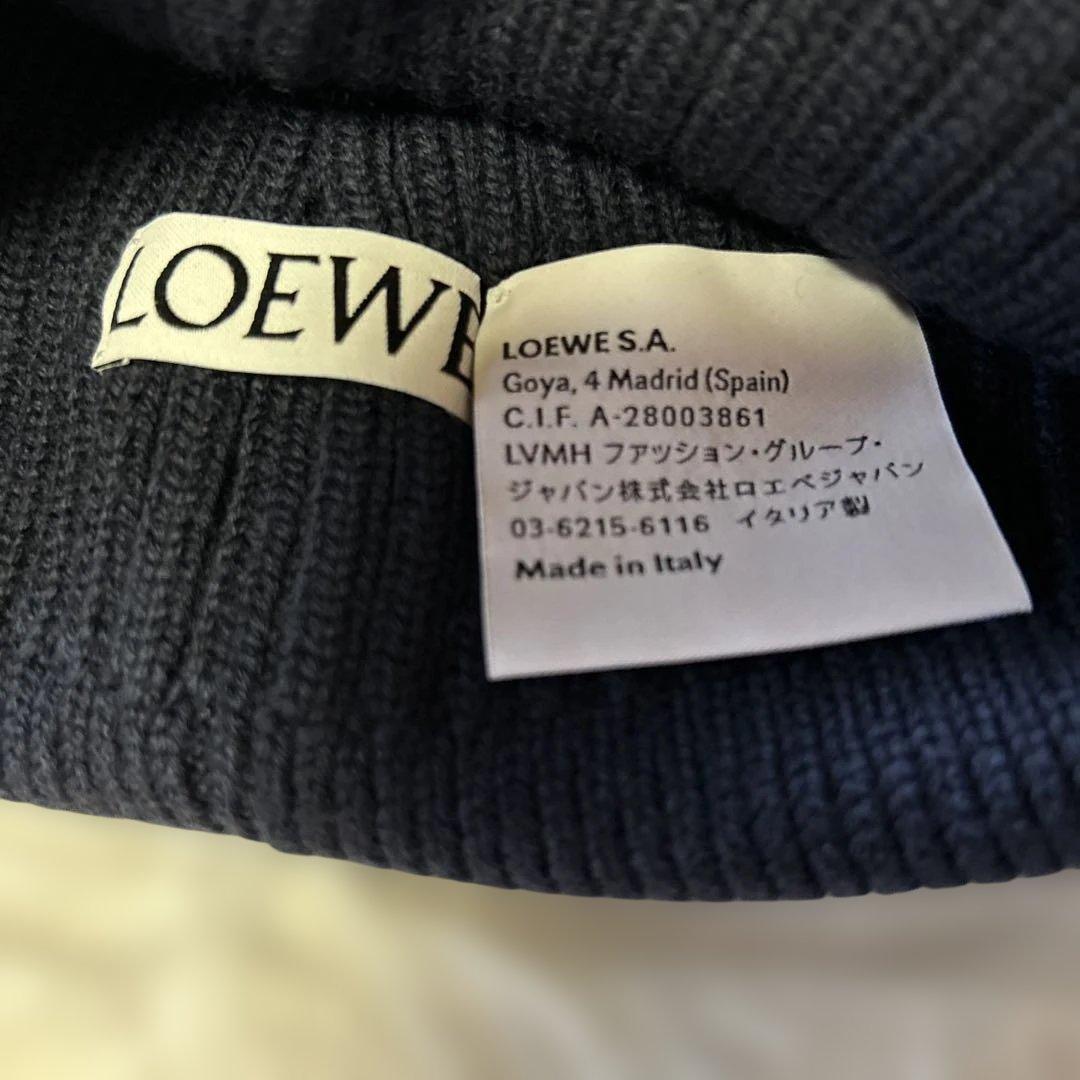 LOEWE
LOEWE S.A.
Goya, 4 Madrid (Spain)
C.I.F. A-28003861
LVMH ファッション・グループ・
ジャパン株式会社ロエベジャパン
03-6215-6116 イタリア製
Made in Italy